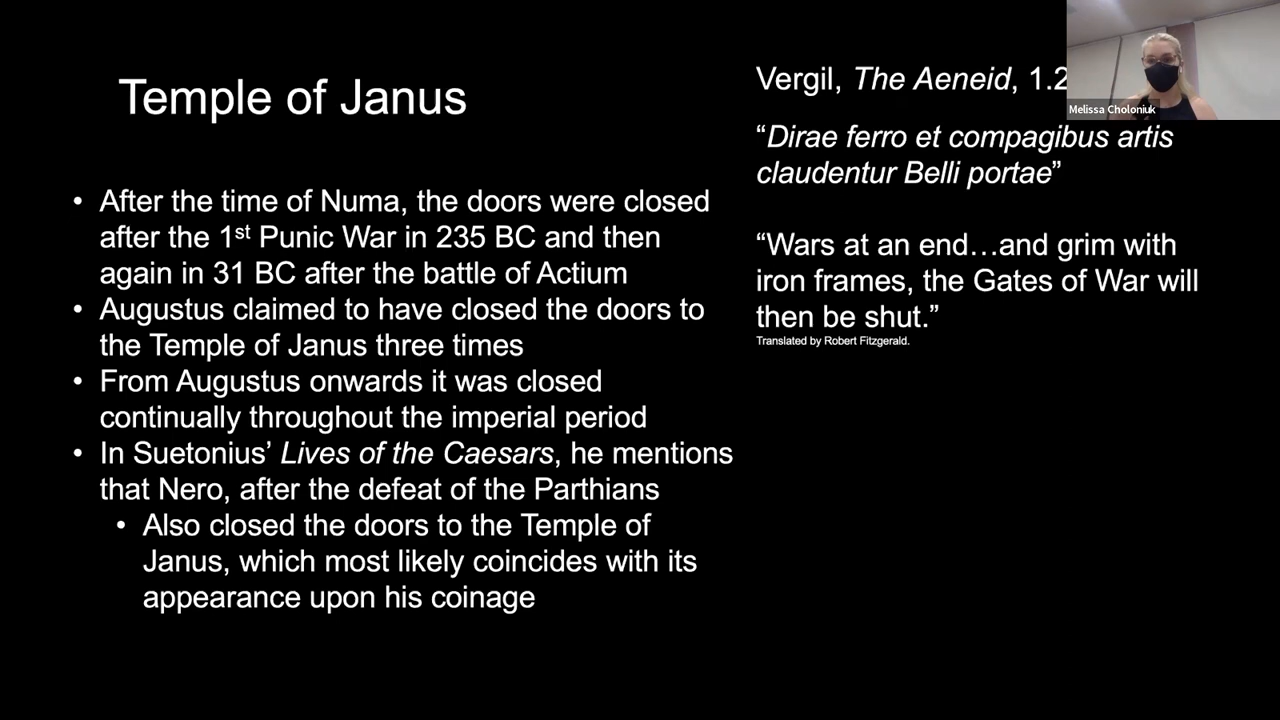 Temple of Janus
• After the time of Numa, the doors were closed
after the 1st Punic War in 235 BC and then
again in 31 BC after the battle of Actium
• Augustus claimed to have closed the doors to
the Temple of Janus three times
• From Augustus onwards it was closed
continually throughout the imperial period
• In Suetonius’ Lives of the Caesars, he mentions
that Nero, after the defeat of the Parthians
• Also closed the doors to the Temple of
Janus, which most likely coincides with its
appearance upon his coinage
Vergil, The Aeneid, 1.2
“Dirae ferro et compagibus artis
claudentur Belli portae”
“Wars at an end…and grim with
iron frames, the Gates of War will
then be shut.”
Translated by Robert Fitzgerald.
Melissa Choloniuk